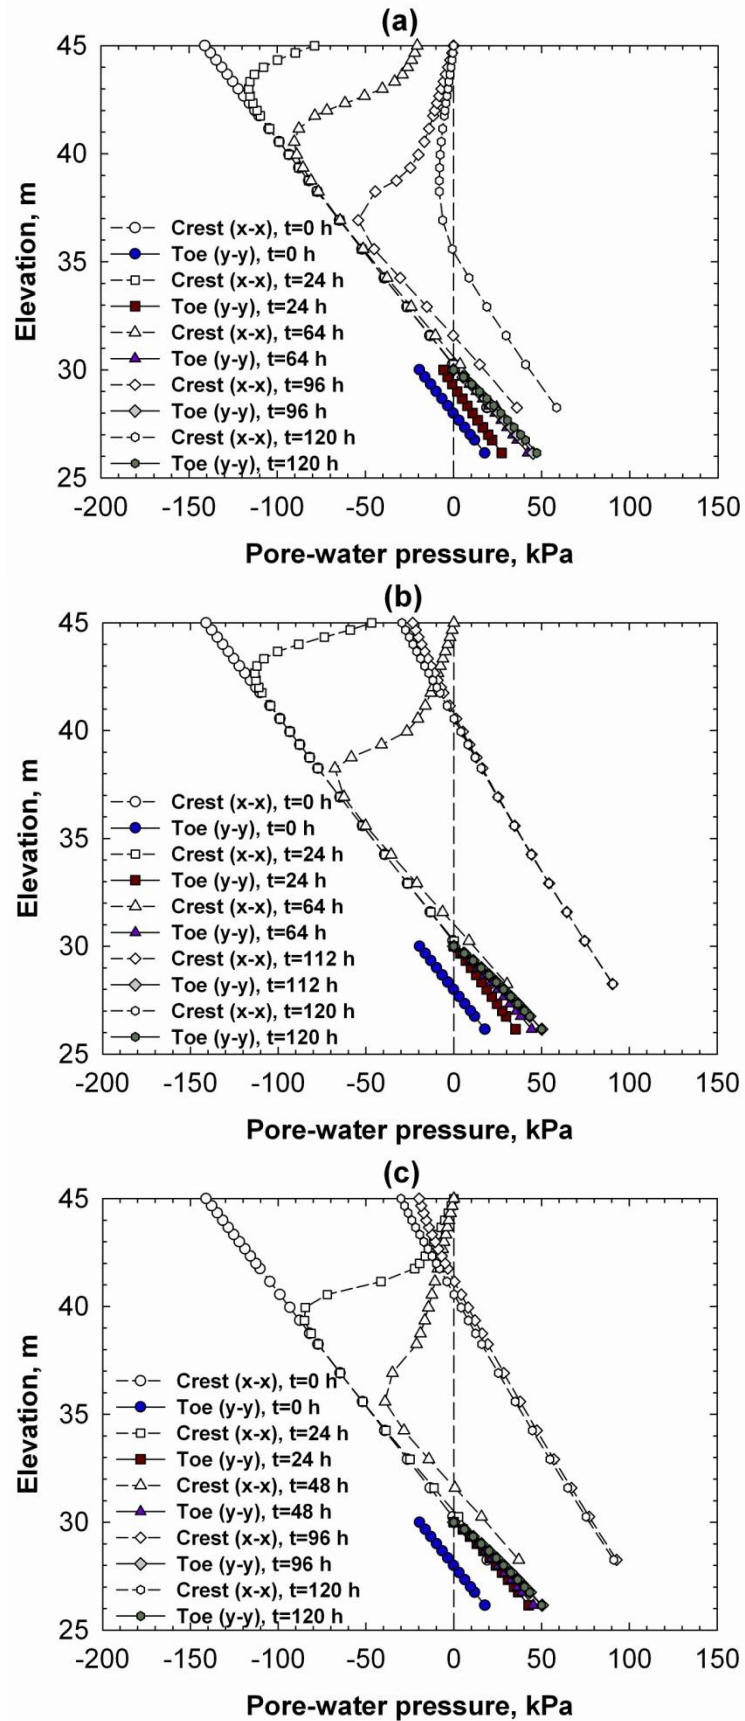 (a)
45
40
35
30
25
Elevation, m
Crest (x-x), t=0 h
Toe (y-y), t=0 h
Crest (x-x), t=24 h
Toe (y-y), t=24 h
Crest (x-x), t=64 h
Toe (y-y), t=64 h
Crest (x-x), t=96 h
Toe (y-y), t=96 h
Crest (x-x), t=120 h
Toe (y-y), t=120 h
-200 -150 -100 -50 0 50 100 150
Pore-water pressure, kPa
(b)
45
40
35
30
25
Elevation, m
Crest (x-x), t=0 h
Toe (y-y), t=0 h
Crest (x-x), t=24 h
Toe (y-y), t=24 h
Crest (x-x), t=64 h
Toe (y-y), t=64 h
Crest (x-x), t=112 h
Toe (y-y), t=112 h
Crest (x-x), t=120 h
Toe (y-y), t=120 h
-200 -150 -100 -50 0 50 100 150
Pore-water pressure, kPa
(c)
45
40
35
30
25
Elevation, m
Crest (x-x), t=0 h
Toe (y-y), t=0 h
Crest (x-x), t=24 h
Toe (y-y), t=24 h
Crest (x-x), t=48 h
Toe (y-y), t=48 h
Crest (x-x), t=96 h
Toe (y-y), t=96 h
Crest (x-x), t=120 h
Toe (y-y), t=120 h
-200 -150 -100 -50 0 50 100 150
Pore-water pressure, kPa